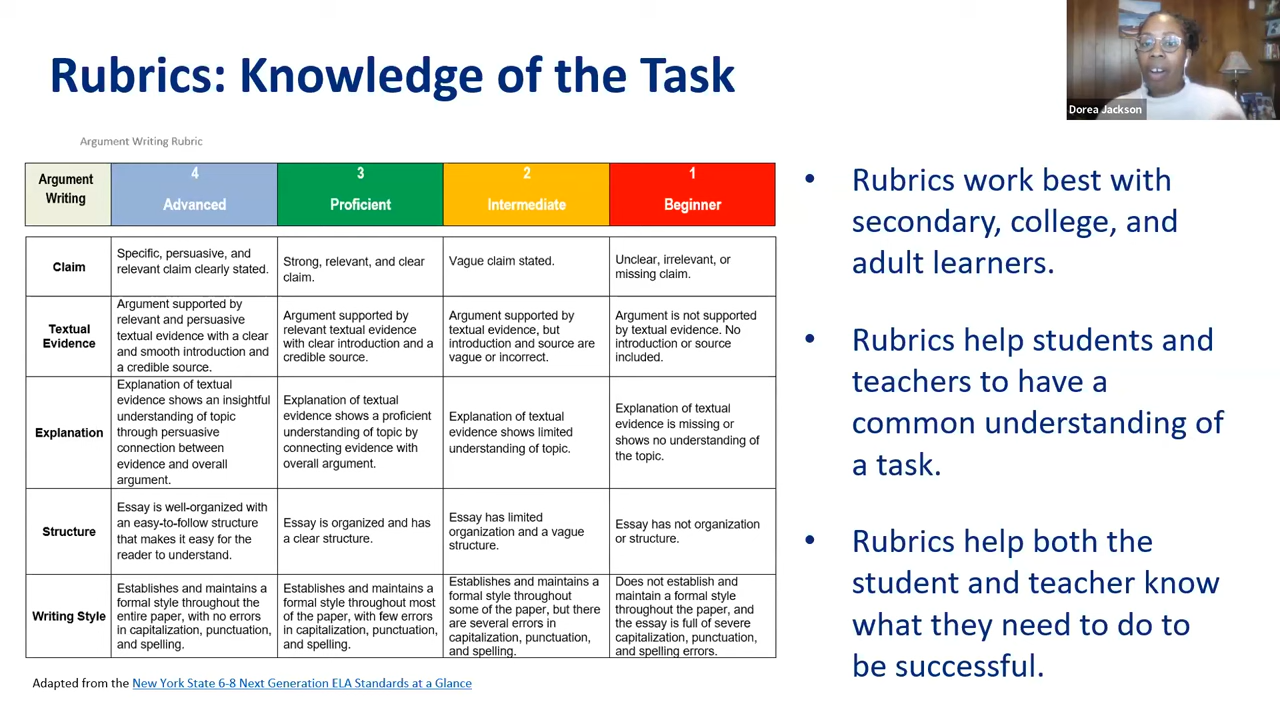 Rubrics: Knowledge of the Task
Dorea Jackson
Argument Writing Rubric
Argument
Writing
4
Advanced
3
Proficient
2
Intermediate
1
Beginner
Claim
Specific, persuasive, and
relevant claim clearly stated.
Strong, relevant, and clear
claim.
Vague claim stated.
Unclear, irrelevant, or
missing claim.
Textual
Evidence
Argument supported by
relevant and persuasive
textual evidence with a clear
and smooth introduction and
a credible source.
Argument supported by
relevant textual evidence
with clear introduction and a
credible source.
Argument supported by
textual evidence, but
introduction and source are
vague or incorrect.
Argument is not supported
by textual evidence. No
introduction or source
included.
Explanation
Explanation of textual
evidence shows an insightful
understanding of topic
through persuasive
connection between
evidence and overall
argument.
Explanation of textual
evidence shows a proficient
understanding of topic by
connecting evidence with
overall argument.
Explanation of textual
evidence shows limited
understanding of topic.
Explanation of textual
evidence is missing or
shows no understanding of
the topic.
Structure
Essay is well-organized with
an easy-to-follow structure
that makes it easy for the
reader to understand.
Essay is organized and has
a clear structure.
Essay has limited
organization and a vague
structure.
Essay has not organization
or structure.
Writing Style
Establishes and maintains a
formal style throughout the
entire paper, with no errors
in capitalization, punctuation,
and spelling.
Establishes and maintains a
formal style throughout most
of the paper, with few errors
in capitalization, punctuation,
and spelling.
Establishes and maintains a
formal style throughout
some of the paper, but there
are several errors in
capitalization, punctuation,
and spelling.
Does not establish and
maintain a formal style
throughout the paper, and
the essay is full of severe
capitalization, punctuation,
and spelling errors.
Adapted from the New York State 6-8 Next Generation ELA Standards at a Glance
• Rubrics work best with
secondary, college, and
adult learners.
• Rubrics help students and
teachers to have a
common understanding of
a task.
• Rubrics help both the
student and teacher know
what they need to do to
be successful.